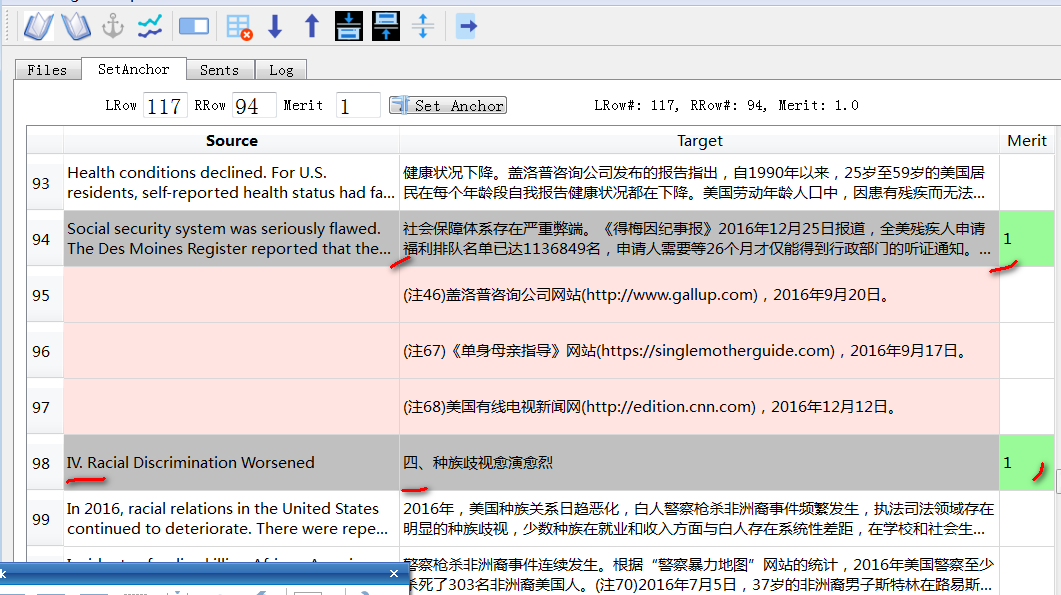 Files SetAnchor Sents Log
LRow 117 RRow 94 Merit 1 Set Anchor LRow#: 117, RRow#: 94, Merit: 1.0
Source Target Merit
93
Health conditions declined. For U.S.
residents, self-reported health status had fa...
健康状况下降。盖洛普咨询公司发布的报告指出，自1990年以来，25岁至59岁的美国居
民在每个年龄段自我报告健康状况都在下降。美国劳动年龄人口中，因患有残疾而无法...
94
Social security system was seriously flawed.
The Des Moines Register reported that the...
社会保障体系存在严重弊端。《得梅因纪事报》2016年12月25日报道，全美残疾人申请
福利排队名单已达1136849名，申请人需要等26个月才仅能得到行政部门的听证通知。...
1
95
(注46)盖洛普咨询公司网站(http://www.gallup.com)，2016年9月20日。
96
(注67)《单身母亲指导》网站(https://singlemotherguide.com)，2016年9月17日。
97
(注68)美国有线电视新闻网(http://edition.cnn.com)，2016年12月12日。
98
IV. Racial Discrimination Worsened
四、种族歧视愈演愈烈
1
99
In 2016, racial relations in the United States
continued to deteriorate. There were repe...
2016年，美国种族关系日趋恶化，白人警察枪杀非洲裔事件频繁发生，执法司法领域存在
明显的种族歧视，少数种族在就业和收入方面与白人存在系统性差距，在学校和社会生...
警察枪杀非洲裔事件连续发生。根据“警察暴力地图”网站的统计，2016年美国警察至少
杀死了303名非洲裔美国人。(注70)2016年7月5日，37岁的非洲裔男子斯特林在路易斯...
k